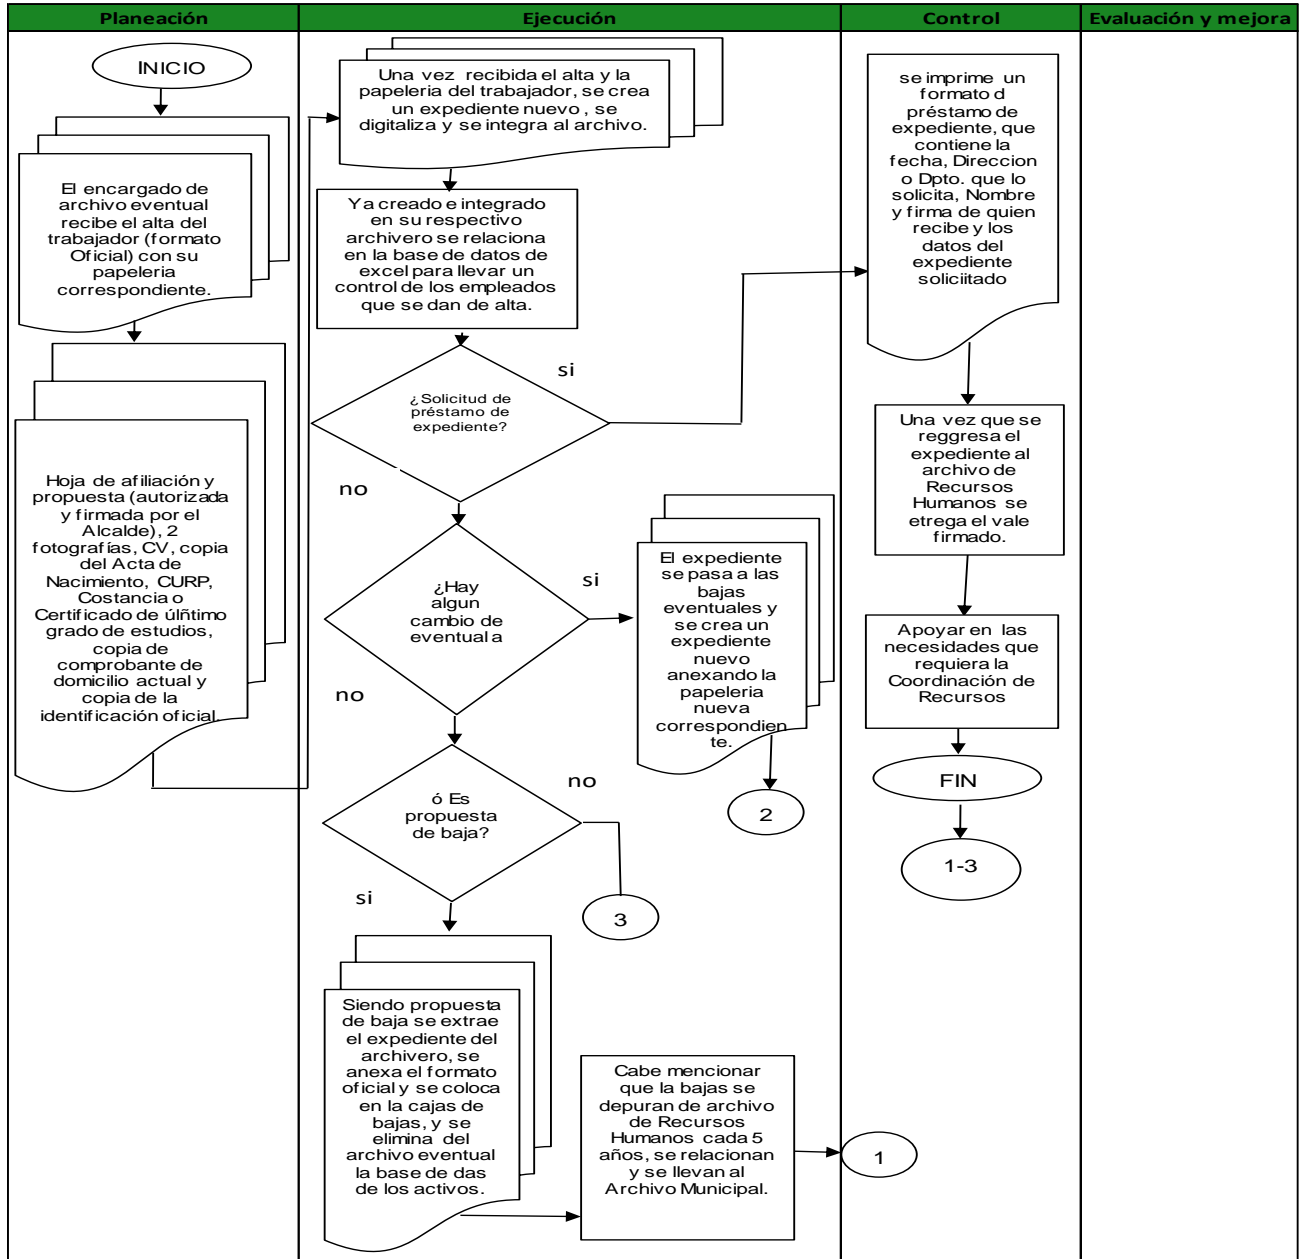 Planeación
Ejecución
Control
Evaluación y mejora
INICIO
El encargado de
archivo eventual
recibe el alta del
trabajador (formato
Oficial) con su
papeleria
correspondiente.
Hoja de afiliación y
propuesta (autorizada
y firmada por el
Alcalde), 2
fotografías, CV, copia
del Acta de
Nacimiento, CURP,
Costancia o
Certificado de úlñtimo
grado de estudios,
copia de
comprobante de
domicilio actual y
copia de la
identificación oficial.
Una vez recibida el alta y la
papeleria del trabajador, se crea
un expediente nuevo , se
digitaliza y se integra al archivo.
Ya creado e integrado
en su respectivo
archivero se relaciona
en la base de datos de
excel para llevar un
control de los empleados
que se dan de alta.
si
¿Solicitud de
préstamo de
expediente?
no
¿Hay
algun
cambio de
eventual a
si
no
El expediente
se pasa a las
bajas
eventuales y
se crea un
expediente
nuevo
anexando la
papeleria
nueva
correspondien
te.
2
ó Es
propuesta
de baja?
no
si
3
Siendo propuesta
de baja se extrae
el expediente del
archivero, se
anexa el formato
oficial y se coloca
en la cajas de
bajas, y se
elimina del
archivo eventual
la base de das
de los activos.
Cabe mencionar
que la bajas se
depuran de archivo
de Recursos
Humanos cada 5
años, se relacionan
y se llevan al
Archivo Municipal.
1
se imprime un
formato d
préstamo de
expediente, que
contiene la
fecha, Direccion
o Dpto. que lo
solicita, Nombre
y firma de quien
recibe y los
datos del
expediente
soliciitado
Una vez que se
reggresa el
expediente al
archivo de
Recursos
Humanos se
etrega el vale
firmado.
Apoyar en las
necesidades que
requiera la
Coordinación de
Recursos
FIN
1-3